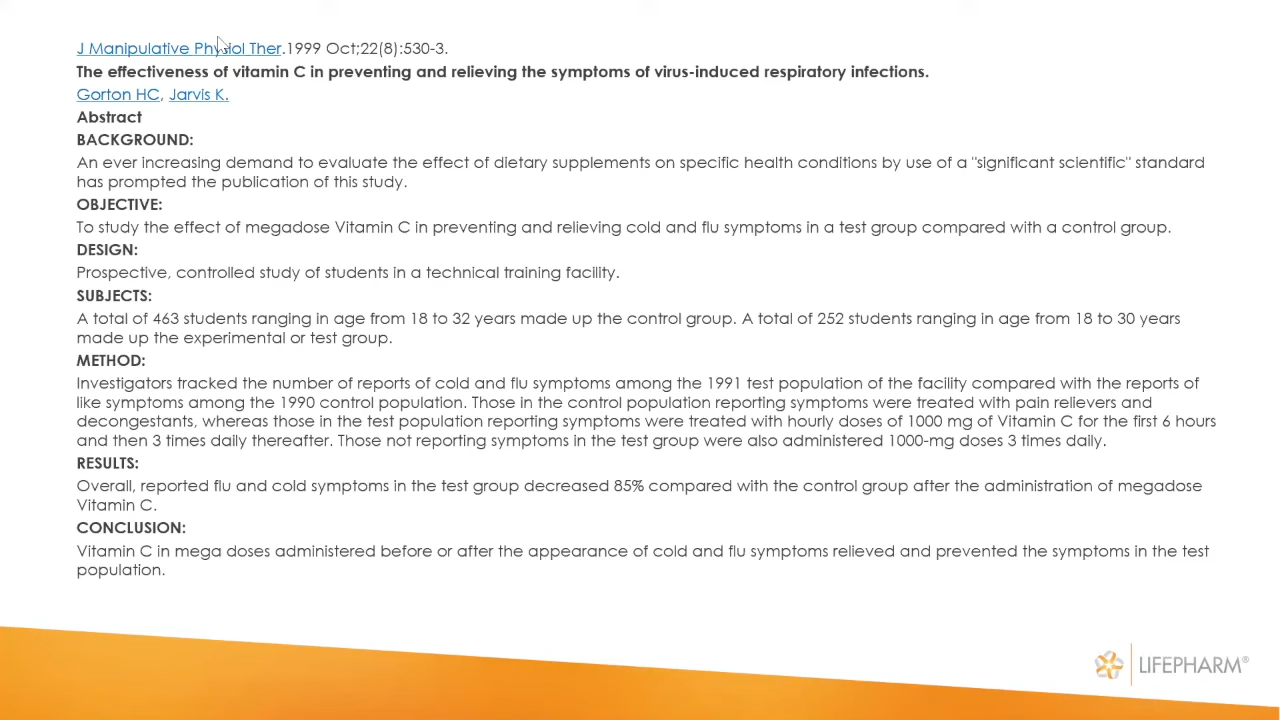 J Manipulative Physiol Ther.1999 Oct;22(8):530-3.
The effectiveness of vitamin C in preventing and relieving the symptoms of virus-induced respiratory infections.
Gorton HC, Jarvis K.
Abstract
BACKGROUND:
An ever increasing demand to evaluate the effect of dietary supplements on specific health conditions by use of a "significant scientific" standard
has prompted the publication of this study.
OBJECTIVE:
To study the effect of megadose Vitamin C in preventing and relieving cold and flu symptoms in a test group compared with a control group.
DESIGN:
Prospective, controlled study of students in a technical training facility.
SUBJECTS:
A total of 463 students ranging in age from 18 to 32 years made up the control group. A total of 252 students ranging in age from 18 to 30 years
made up the experimental or test group.
METHOD:
Investigators tracked the number of reports of cold and flu symptoms among the 1991 test population of the facility compared with the reports of
like symptoms among the 1990 control population. Those in the control population reporting symptoms were treated with pain relievers and
decongestants, whereas those in the test population reporting symptoms were treated with hourly doses of 1000 mg of Vitamin C for the first 6 hours
and then 3 times daily thereafter. Those not reporting symptoms in the test group were also administered 1000-mg doses 3 times daily.
RESULTS:
Overall, reported flu and cold symptoms in the test group decreased 85% compared with the control group after the administration of megadose
Vitamin C.
CONCLUSION:
Vitamin C in mega doses administered before or after the appearance of cold and flu symptoms relieved and prevented the symptoms in the test
population.
LIFEPHARM®